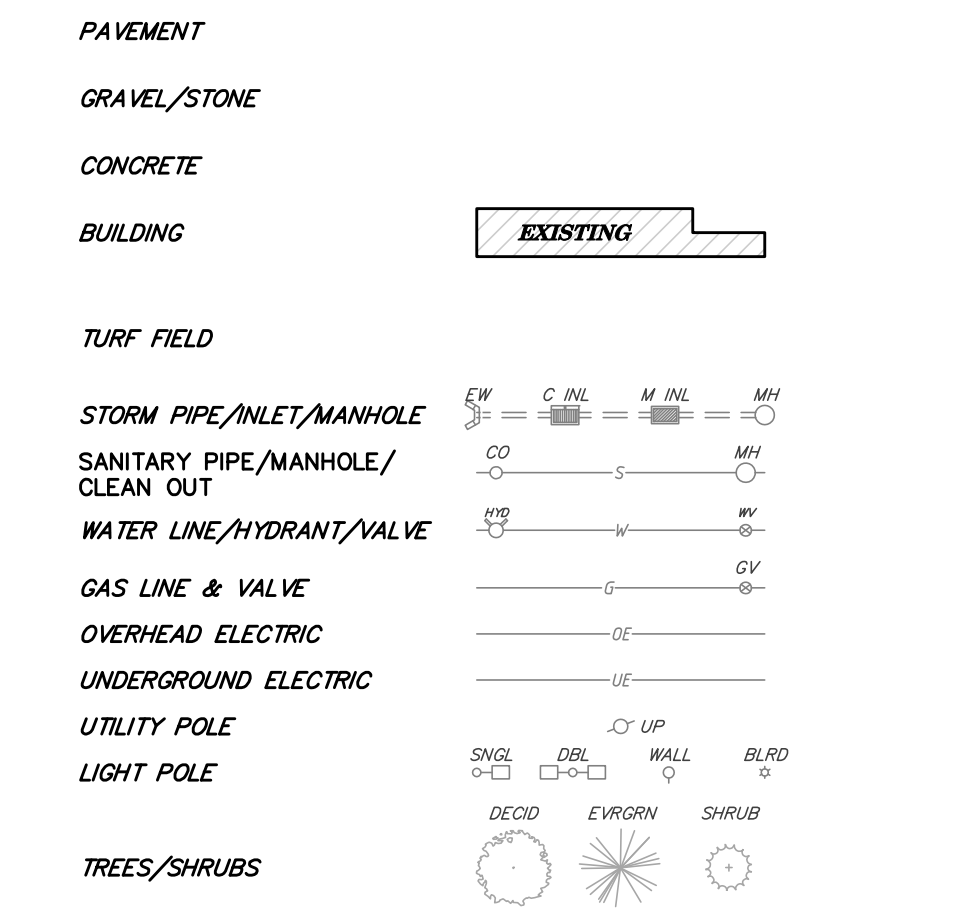 PAVEMENT
GRAVEL/STONE
CONCRETE
BUILDING
EXISTING
TURF FIELD
EW C INL M INL MH
STORM PIPE/INLET/MANHOLE
CO MH
SANITARY PIPE/MANHOLE/
S
CLEAN OUT
HYD WV
WATER LINE/HYDRANT/VALVE W
GV
GAS LINE & VALVE G
OVERHEAD ELECTRIC OE
UNDERGROUND ELECTRIC UE
UTILITY POLE UP
SNGL DBL WALL BLRD
LIGHT POLE
DECID EVRGRN SHRUB
TREES/SHRUBS